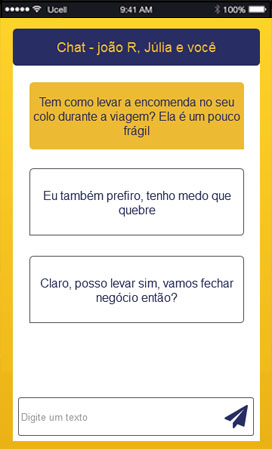 Ucell 9:41 AM 100%
Chat - joão R, Júlia e você
Tem como levar a encomenda no seu
colo durante a viagem? Ela é um pouco
frágil
Eu também prefiro, tenho medo que
quebre
Claro, posso levar sim, vamos fechar
negócio então?
Digite um texto